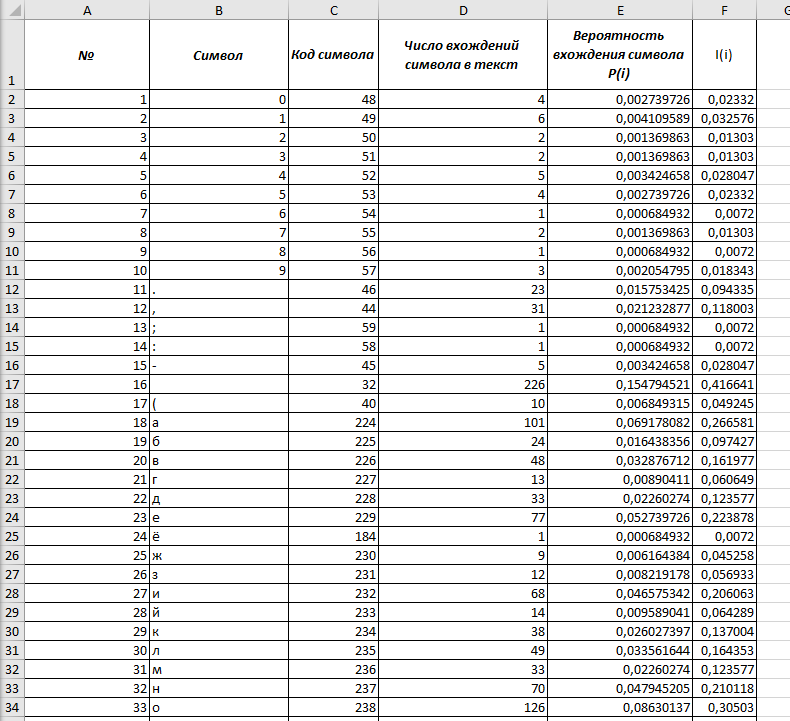 A B C D E F G
1 № Символ Код символа Число вхождений символа в текст Вероятность вхождения символа P(i) I(i)
2 1 0 48 4 0,002739726 0,02332
3 2 1 49 6 0,004109589 0,032576
4 3 2 50 2 0,001369863 0,01303
5 4 3 51 2 0,001369863 0,01303
6 5 4 52 5 0,003424658 0,028047
7 6 5 53 4 0,002739726 0,02332
8 7 6 54 1 0,000684932 0,0072
9 8 7 55 2 0,001369863 0,01303
10 9 8 56 1 0,000684932 0,0072
11 10 9 57 3 0,002054795 0,018343
12 11 . 46 23 0,015753425 0,094335
13 12 , 44 31 0,021232877 0,118003
14 13 ; 59 1 0,000684932 0,0072
15 14 : 58 1 0,000684932 0,0072
16 15 - 45 5 0,003424658 0,028047
17 16 32 226 0,154794521 0,416641
18 17 ( 40 10 0,006849315 0,049245
19 18 а 224 101 0,069178082 0,266581
20 19 б 225 24 0,016438356 0,097427
21 20 в 226 48 0,032876712 0,161977
22 21 г 227 13 0,00890411 0,060649
23 22 д 228 33 0,02260274 0,123577
24 23 е 229 77 0,052739726 0,223878
25 24 ё 184 1 0,000684932 0,0072
26 25 ж 230 9 0,006164384 0,045258
27 26 з 231 12 0,008219178 0,056933
28 27 и 232 68 0,046575342 0,206063
29 28 й 233 14 0,009589041 0,064289
30 29 к 234 38 0,026027397 0,137004
31 30 л 235 49 0,033561644 0,164353
32 31 м 236 33 0,02260274 0,123577
33 32 н 237 70 0,047945205 0,210118
34 33 о 238 126 0,08630137 0,30503